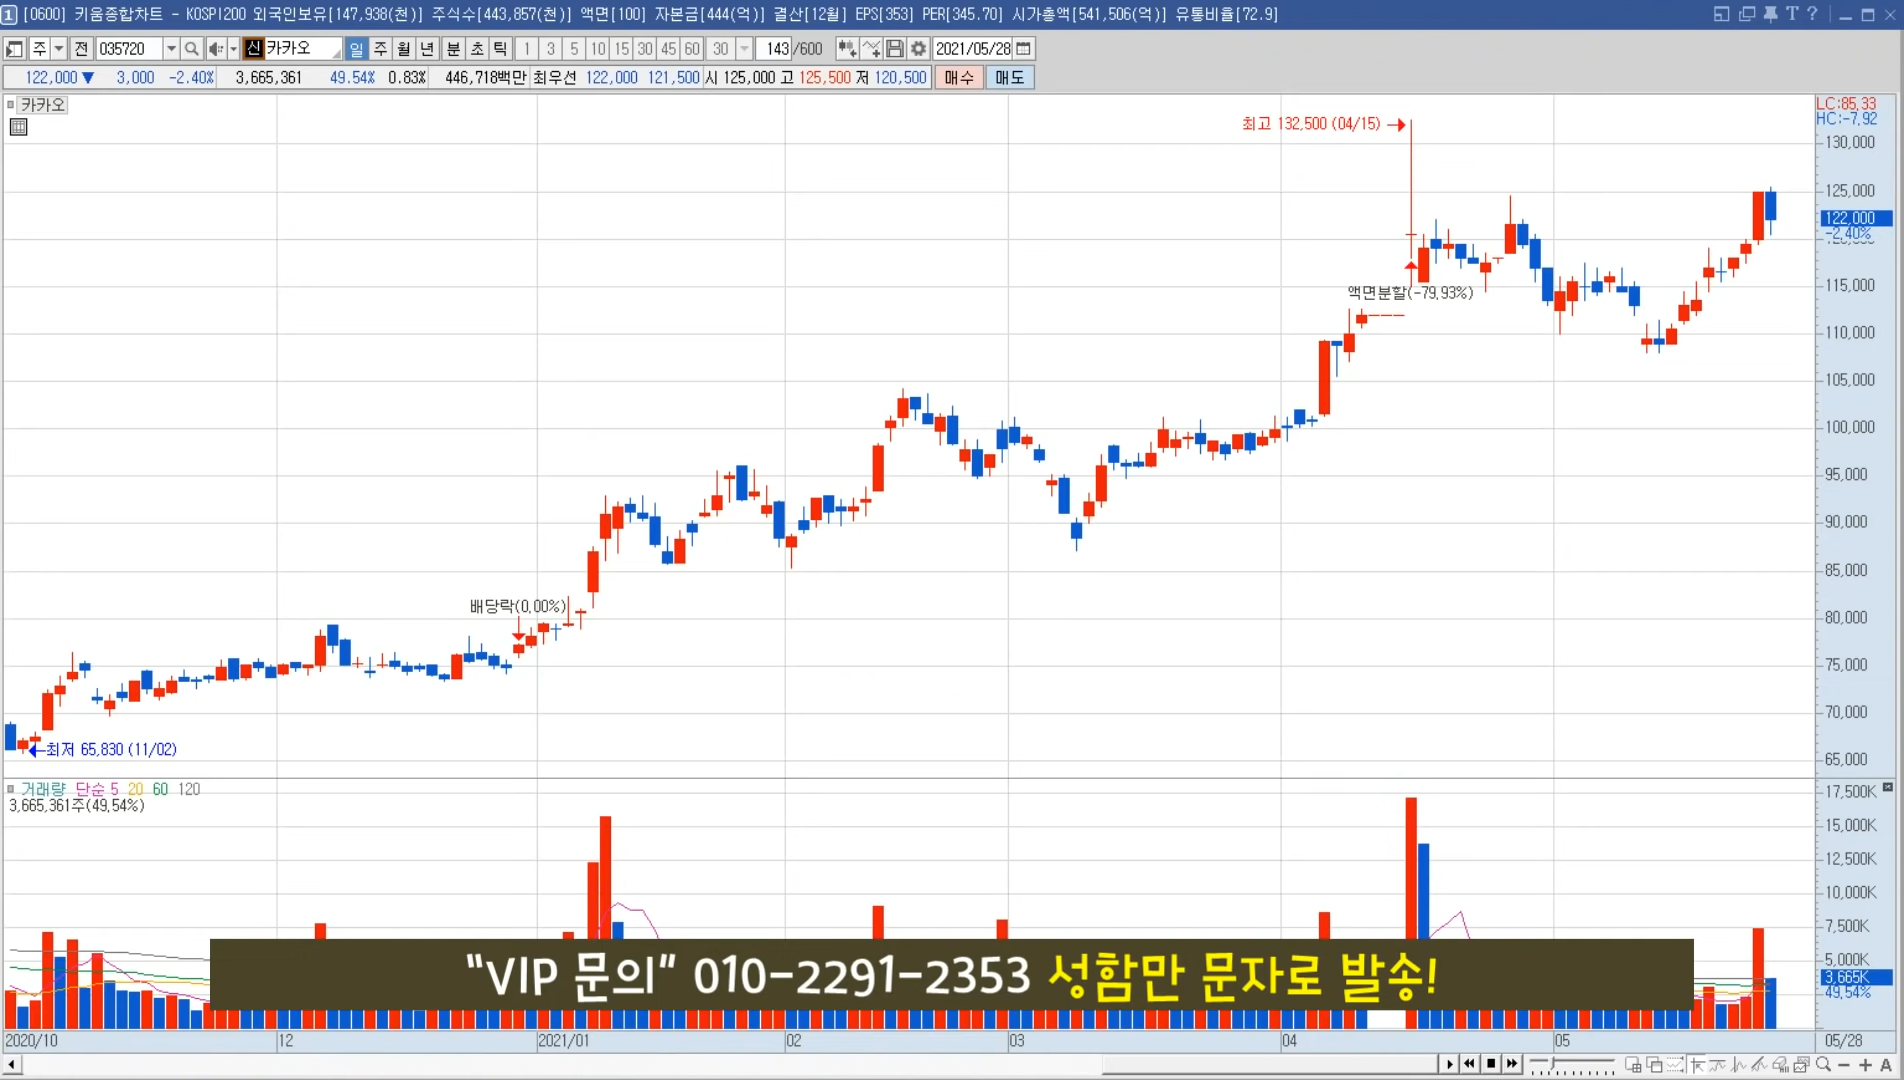 1 [0600] 키움종합차트 - KOSPI200 외국인보유[147,938(천)] 주식수[443,857(천)] 액면[100] 자본금[444(억)] 결산[12월] EPS[353] PER[345.70] 시가총액[541,506(억)] 유통비율[72.9]
주 전 035720 신 카카오 일 주 월 년 분 초 틱 1 3 5 10 15 30 45 60 30 143 /600 2021/05/28
122,000 ▼ 3,000 -2.40% 3,665,361 49.54% 0.83% 446,718백만 최우선 122,000 121,500 시 125,000 고 125,500 저 120,500 매수 매도
카카오
LC:85.33
HC:-7.92
최고 132,500 (04/15)
130,000
125,000
122,000
-2.40%
액면분할(-79.93%)
115,000
110,000
105,000
100,000
95,000
90,000
85,000
배당락(0.00%)
80,000
75,000
70,000
최저 65,830 (11/02)
65,000
거래량 단순 5 20 60 120
3,665,361주(49.54%)
17,500K
15,000K
12,500K
10,000K
7,500K
5,000K
3,665K
49.54%
"VIP 문의" 010-2291-2353 성함만 문자로 발송!
2020/10 12 2021/01 02 03 04 05 05/28